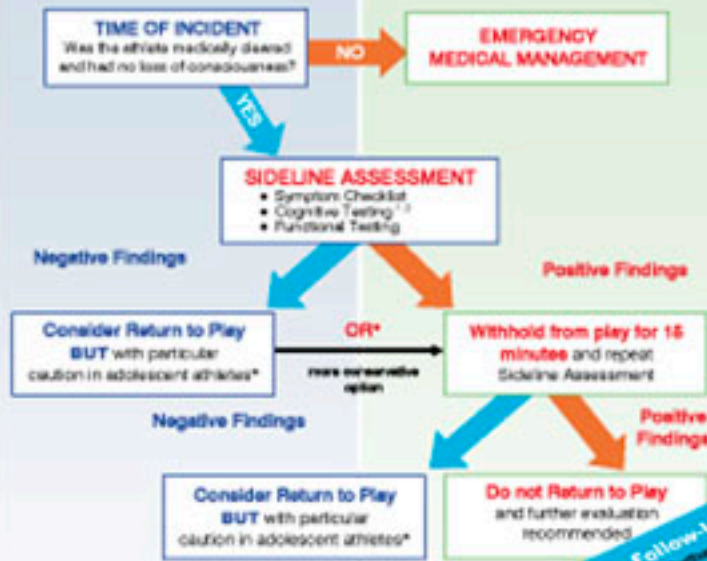 TIME OF INCIDENT
Was the athlete medically cleared
and had no loss of consciousness?
NO
EMERGENCY
MEDICAL MANAGEMENT
YES
SIDELINE ASSESSMENT
• Symptom Checklist
• Cognitive Testing
• Functional Testing
Negative Findings
Positive Findings
Consider Return to Play
BUT with particular
caution in adolescent athletes*
OR*
more conservative
option
Withhold from play for 15
minutes and repeat
Sideline Assessment
Negative Findings
Positive
Findings
Consider Return to Play
BUT with particular
caution in adolescent athletes*
Do not Return to Play
and further evaluation
recommended